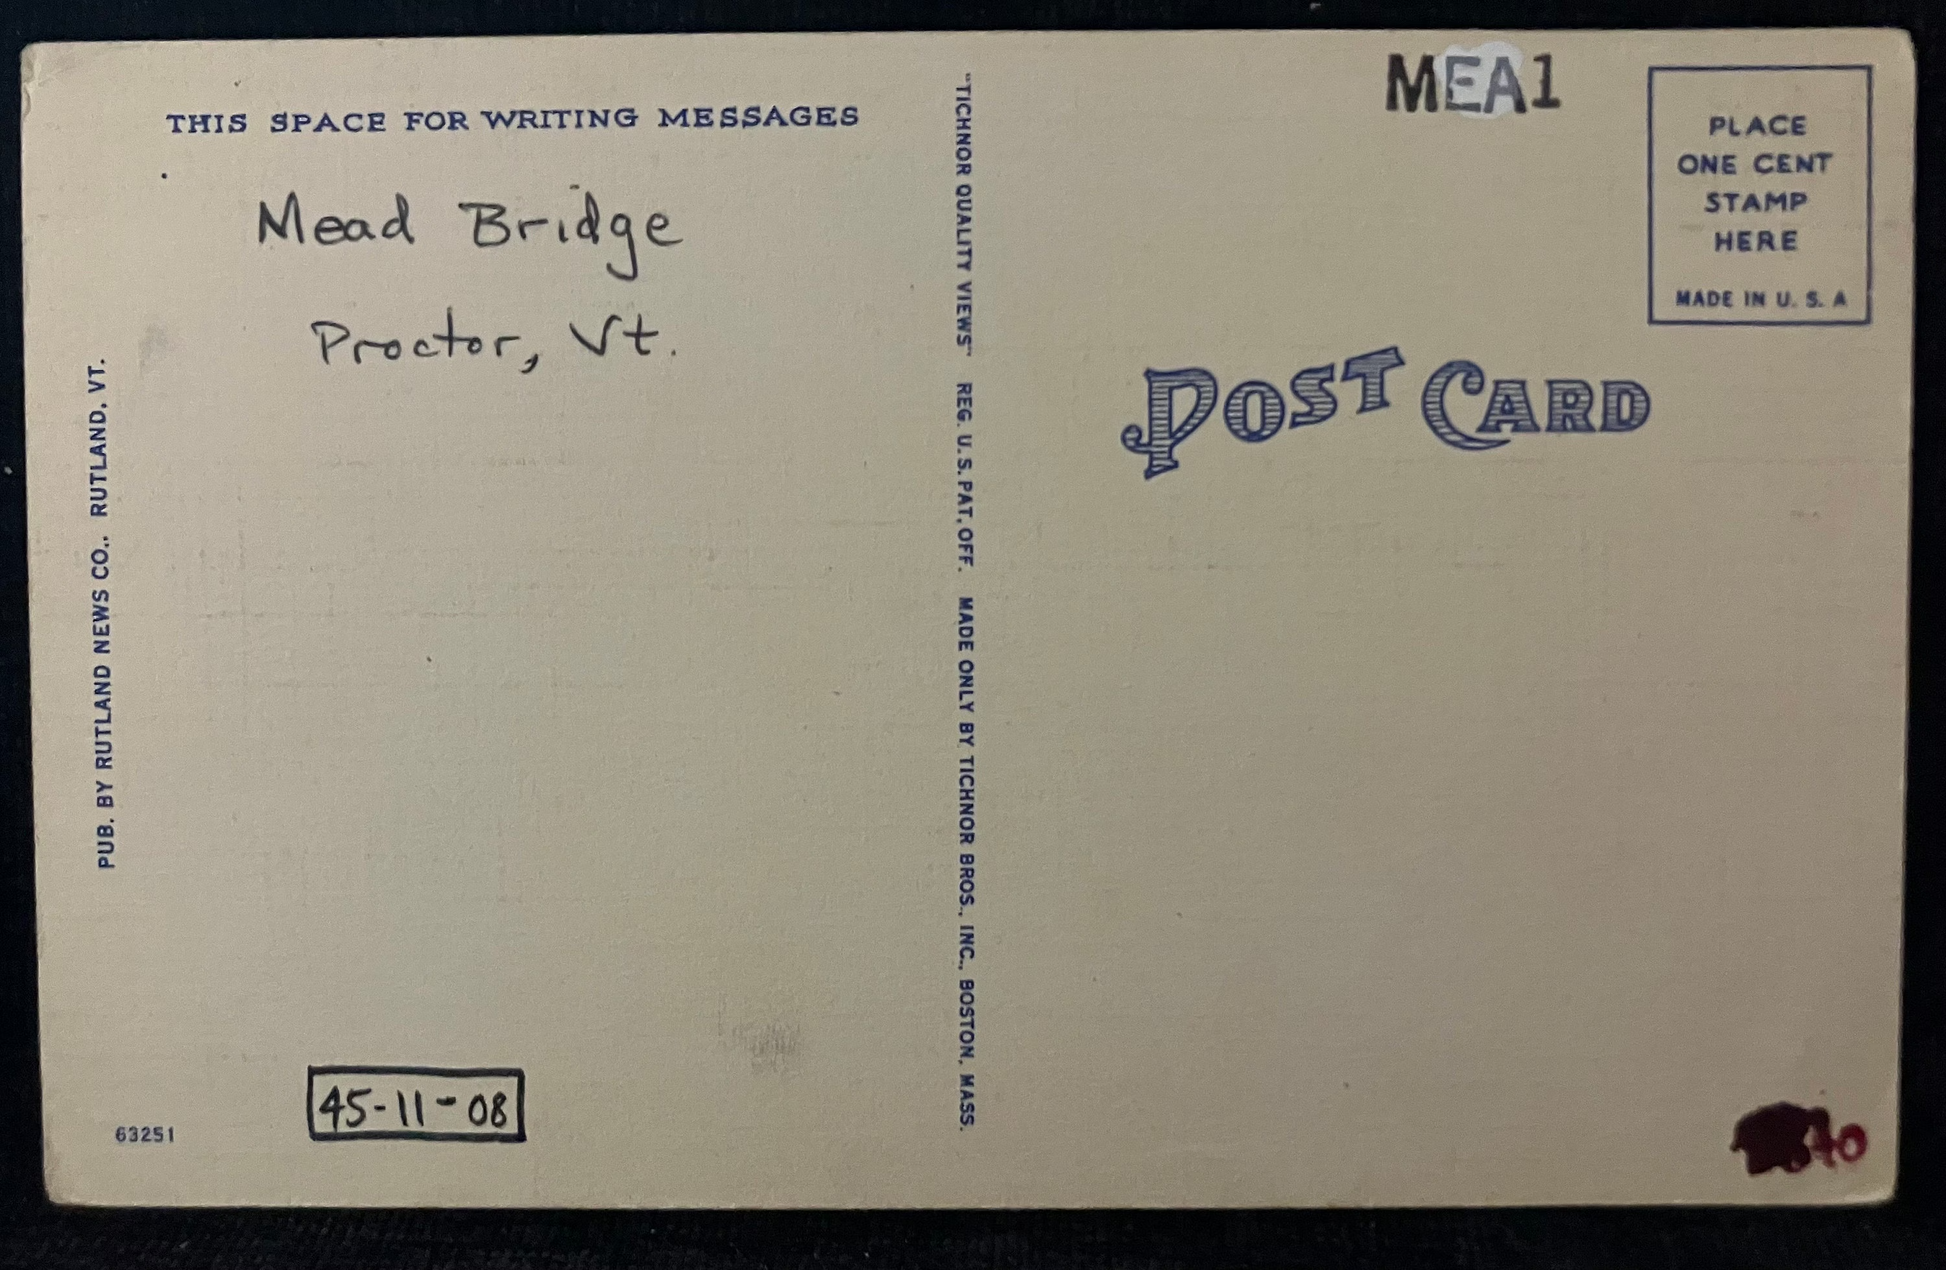 THIS SPACE FOR WRITING MESSAGES
Mead Bridge
Proctor, Vt.
PUB. BY RUTLAND NEWS CO., RUTLAND, VT.
63251
45-11-08
"TICHNOR QUALITY VIEWS" REG. U. S. PAT. OFF. MADE ONLY BY TICHNOR BROS., INC., BOSTON, MASS.
MEA1
PLACE
ONE CENT
STAMP
HERE
MADE IN U. S. A
POST CARD